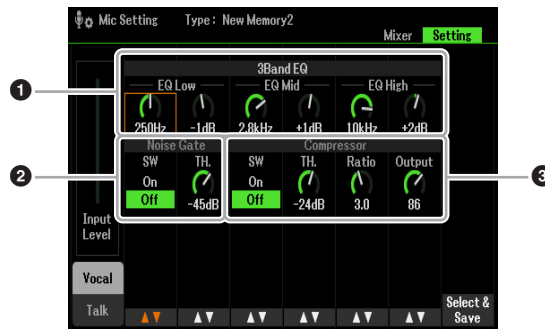 Mic Setting Type : New Memory2
Mixer Setting
1
3Band EQ
EQ Low EQ Mid EQ High
250Hz -1dB 2.8kHz +1dB 10kHz +2dB
2
Noise Gate Compressor
3
SW TH. SW TH. Ratio Output
On On
Off -45dB Off -24dB 3.0 86
Input
Level
Vocal
Talk
Select &
Save